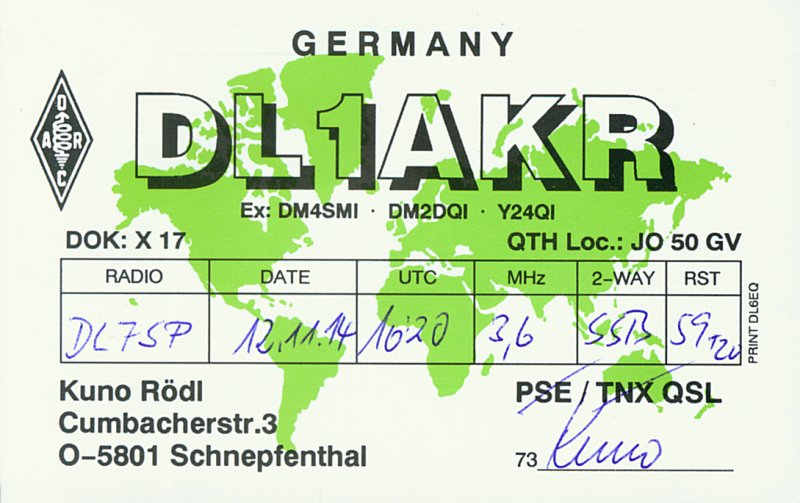 GERMANY
DARC
DL1AKR
Ex: DM4SMI · DM2DQI · Y24QI
DOK: X 17 QTH Loc.: JO 50 GV
RADIO DATE UTC MHz 2-WAY RST
DL7SP 12.11.14 1620 3,6 SSB 59+20
PRINT DL6EQ
Kuno Rödl PSE / TNX QSL
Cumbacherstr.3
O-5801 Schnepfenthal 73 Kuno